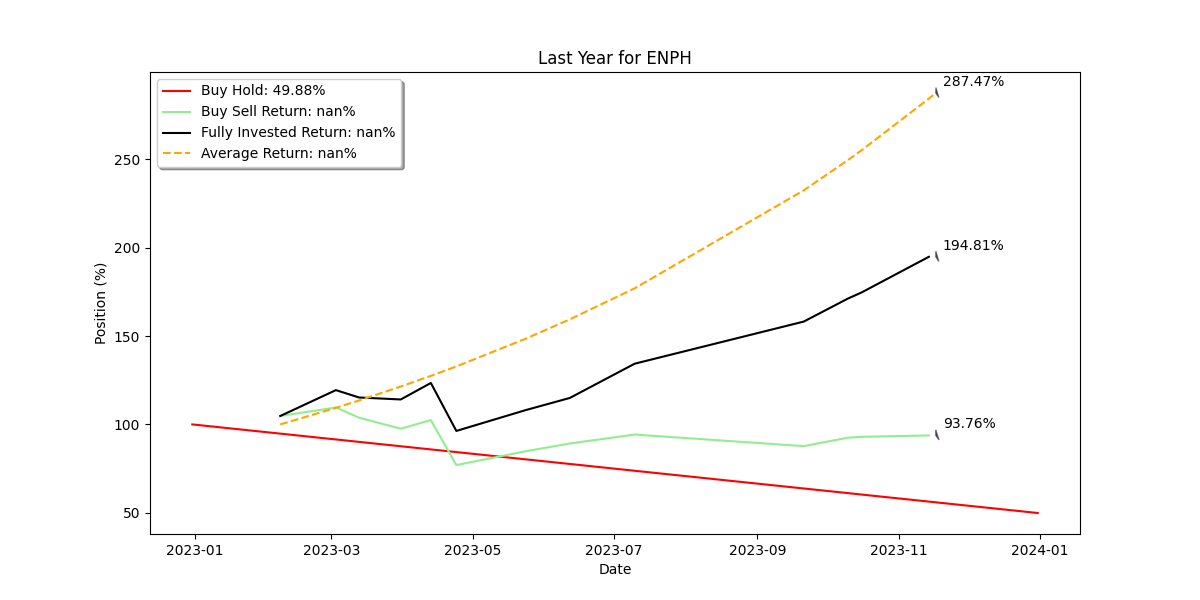 Last Year for ENPH
Buy Hold: 49.88%
Buy Sell Return: nan%
Fully Invested Return: nan%
Average Return: nan%
287.47%
194.81%
93.76%
Position (%)
250
200
150
100
50
2023-01 2023-03 2023-05 2023-07 2023-09 2023-11 2024-01
Date